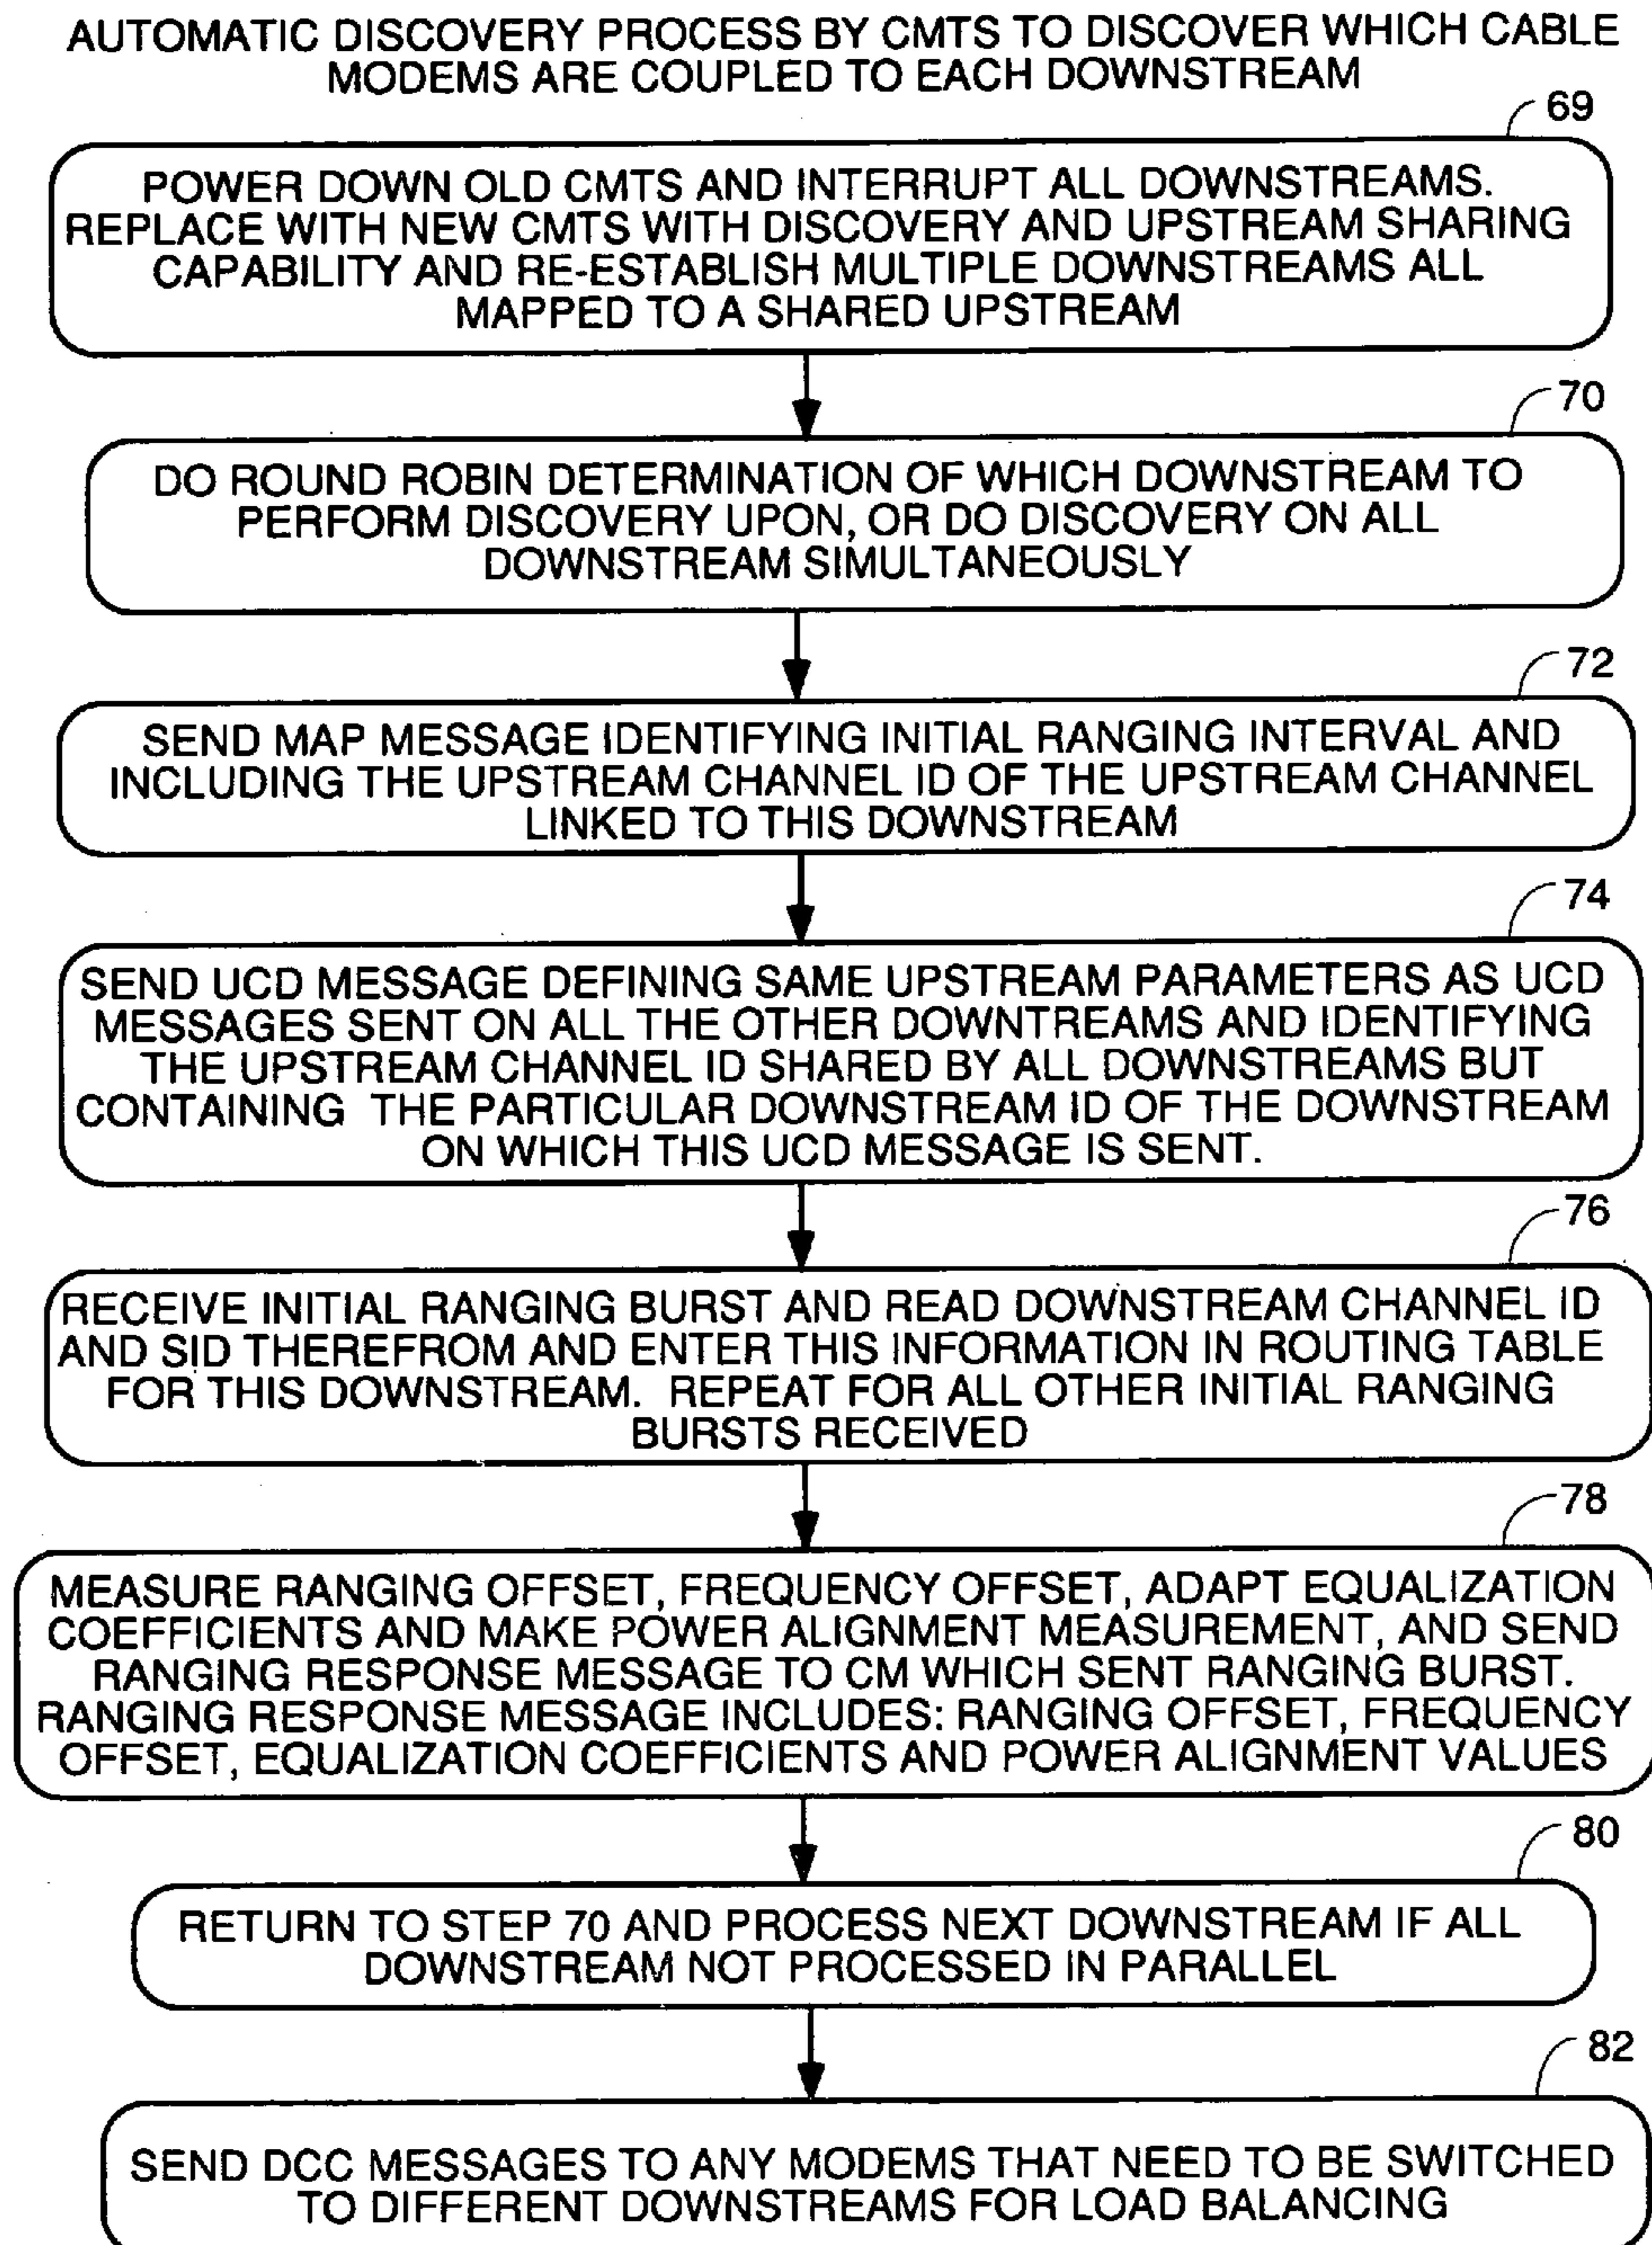 AUTOMATIC DISCOVERY PROCESS BY CMTS TO DISCOVER WHICH CABLE
MODEMS ARE COUPLED TO EACH DOWNSTREAM
69
POWER DOWN OLD CMTS AND INTERRUPT ALL DOWNSTREAMS.
REPLACE WITH NEW CMTS WITH DISCOVERY AND UPSTREAM SHARING
CAPABILITY AND RE-ESTABLISH MULTIPLE DOWNSTREAMS ALL
MAPPED TO A SHARED UPSTREAM
70
DO ROUND ROBIN DETERMINATION OF WHICH DOWNSTREAM TO
PERFORM DISCOVERY UPON, OR DO DISCOVERY ON ALL
DOWNSTREAM SIMULTANEOUSLY
72
SEND MAP MESSAGE IDENTIFYING INITIAL RANGING INTERVAL AND
INCLUDING THE UPSTREAM CHANNEL ID OF THE UPSTREAM CHANNEL
LINKED TO THIS DOWNSTREAM
74
SEND UCD MESSAGE DEFINING SAME UPSTREAM PARAMETERS AS UCD
MESSAGES SENT ON ALL THE OTHER DOWNTREAMS AND IDENTIFYING
THE UPSTREAM CHANNEL ID SHARED BY ALL DOWNSTREAMS BUT
CONTAINING THE PARTICULAR DOWNSTREAM ID OF THE DOWNSTREAM
ON WHICH THIS UCD MESSAGE IS SENT.
76
RECEIVE INITIAL RANGING BURST AND READ DOWNSTREAM CHANNEL ID
AND SID THEREFROM AND ENTER THIS INFORMATION IN ROUTING TABLE
FOR THIS DOWNSTREAM. REPEAT FOR ALL OTHER INITIAL RANGING
BURSTS RECEIVED
78
MEASURE RANGING OFFSET, FREQUENCY OFFSET, ADAPT EQUALIZATION
COEFFICIENTS AND MAKE POWER ALIGNMENT MEASUREMENT, AND SEND
RANGING RESPONSE MESSAGE TO CM WHICH SENT RANGING BURST.
RANGING RESPONSE MESSAGE INCLUDES: RANGING OFFSET, FREQUENCY
OFFSET, EQUALIZATION COEFFICIENTS AND POWER ALIGNMENT VALUES
80
RETURN TO STEP 70 AND PROCESS NEXT DOWNSTREAM IF ALL
DOWNSTREAM NOT PROCESSED IN PARALLEL
82
SEND DCC MESSAGES TO ANY MODEMS THAT NEED TO BE SWITCHED
TO DIFFERENT DOWNSTREAMS FOR LOAD BALANCING